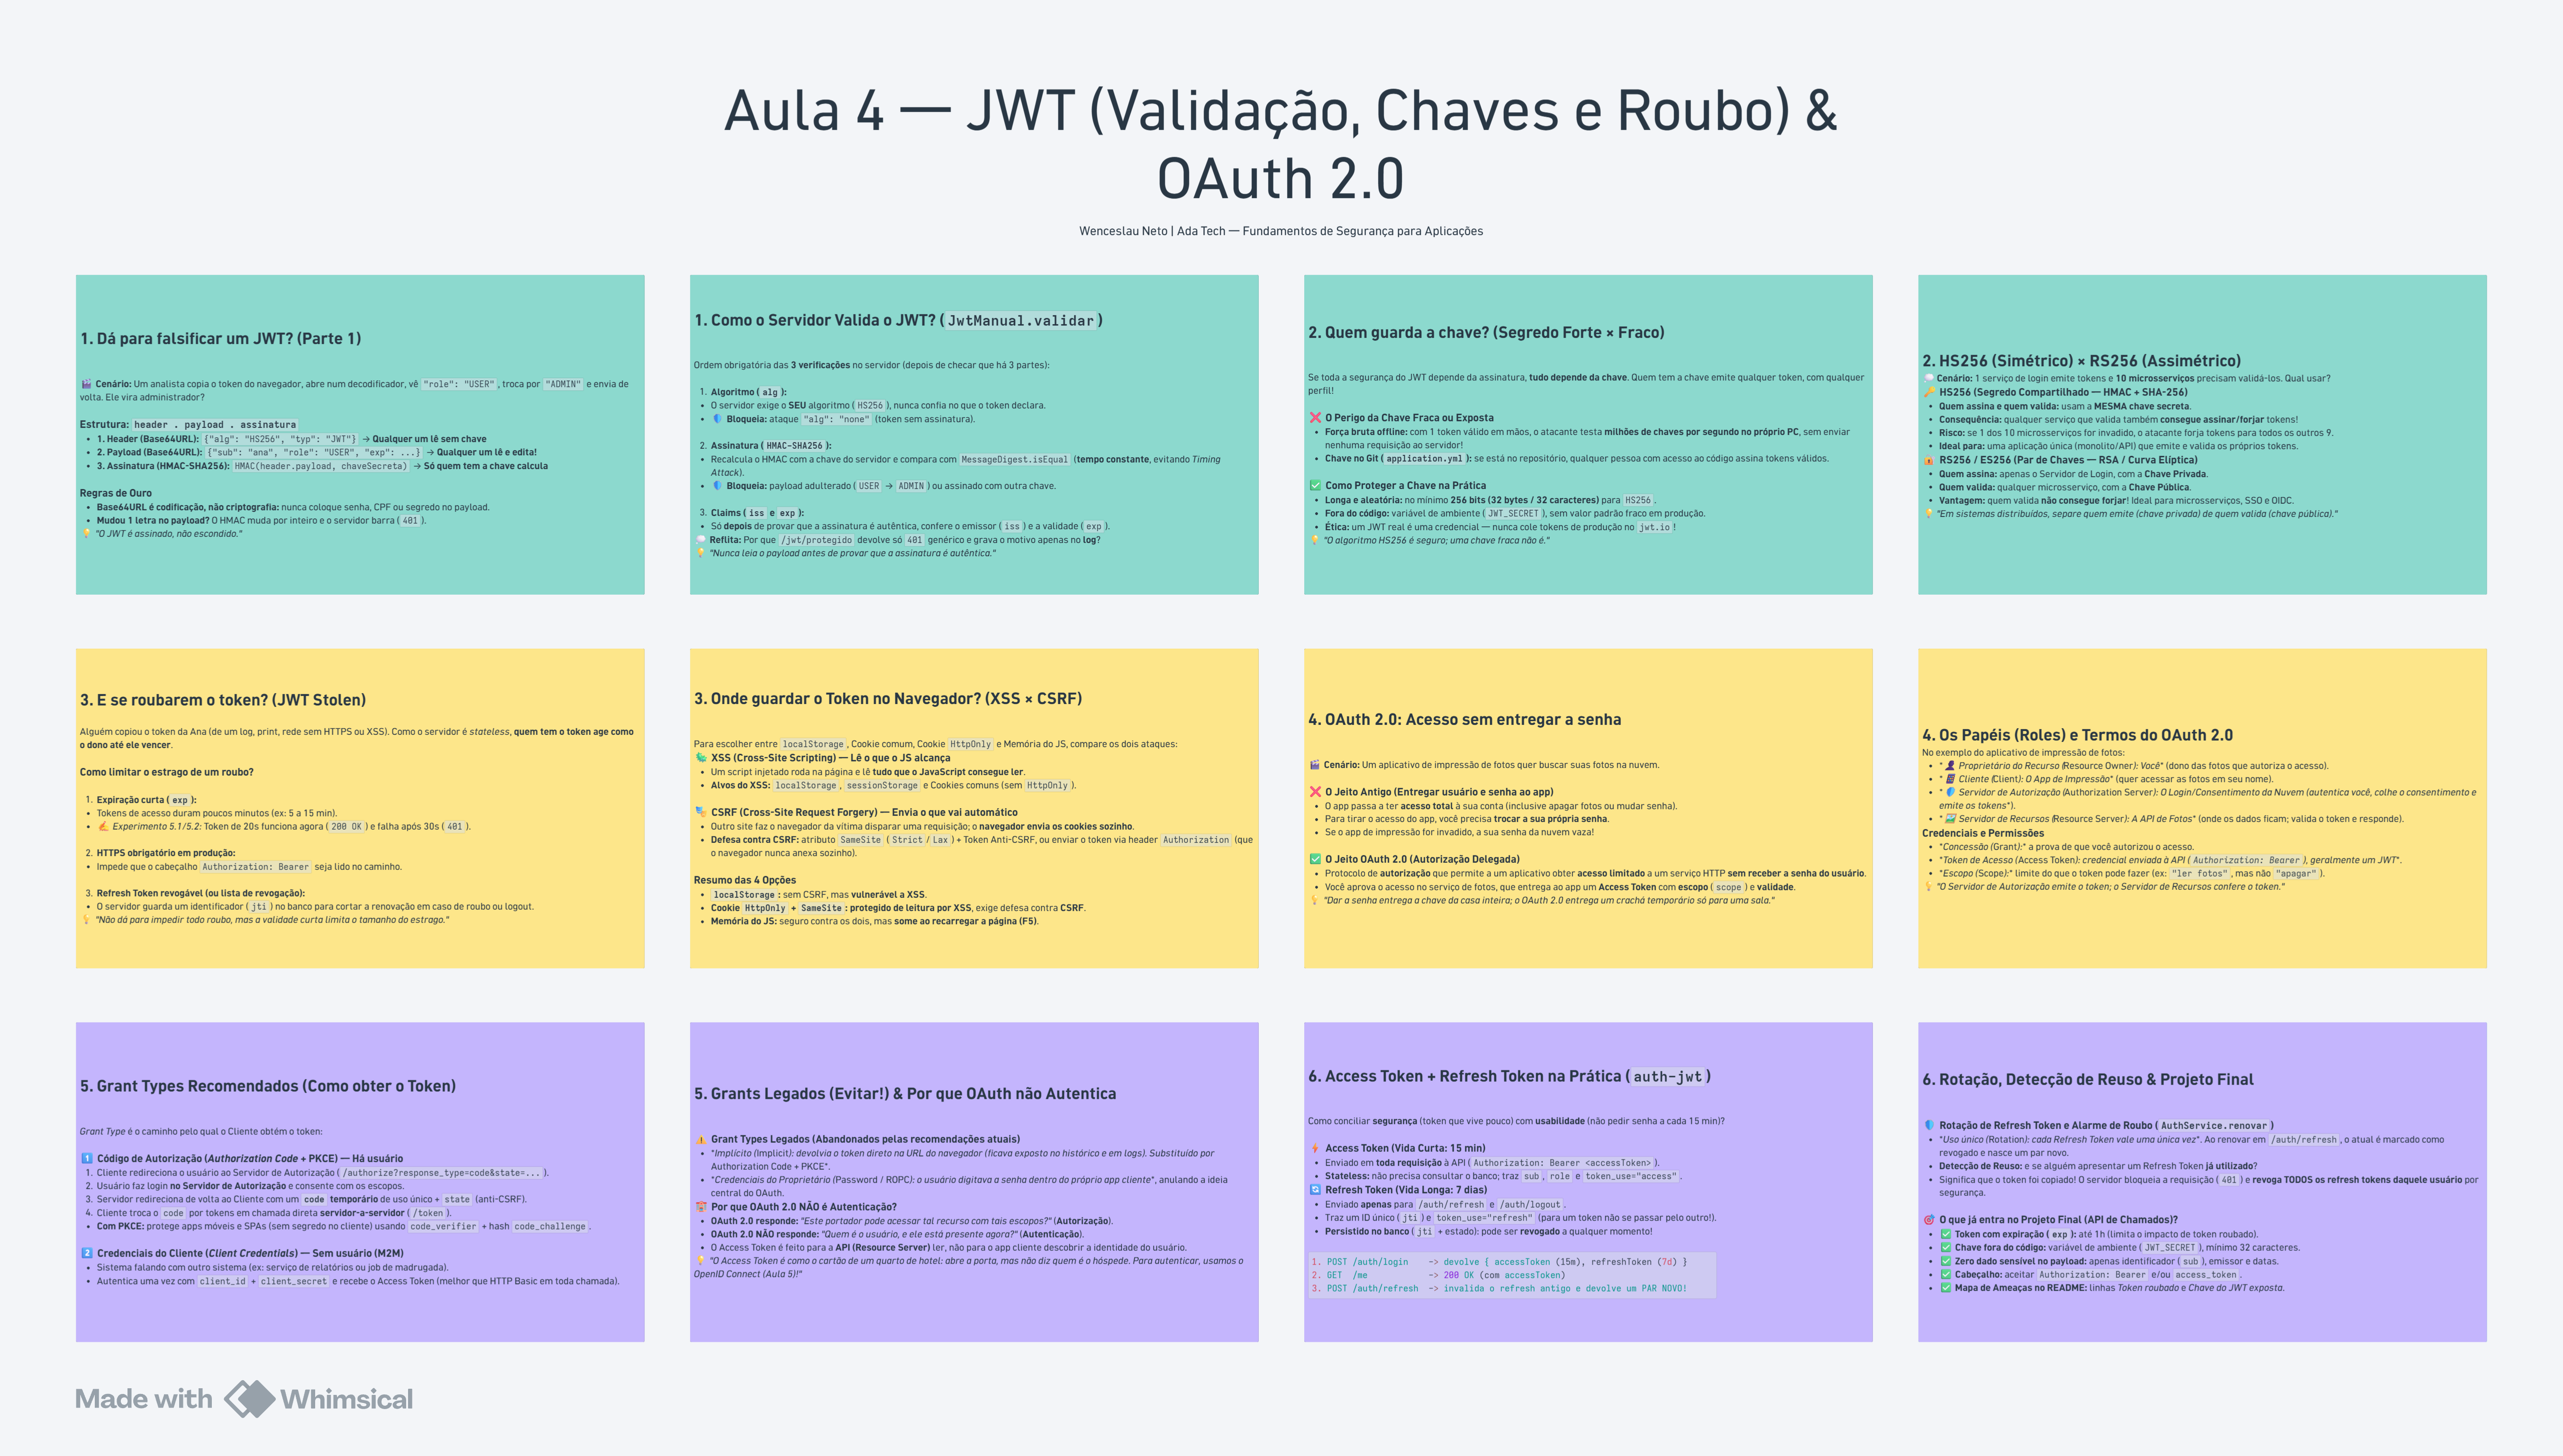 Aula 4 — JWT (Validação, Chaves e Roubo) &
OAuth 2.0
Wenceslau Neto | Ada Tech — Fundamentos de Segurança para Aplicações
1. Dá para falsificar um JWT? (Parte 1)
🎬 Cenário: Um analista copia o token do navegador, abre num decodificador, vê "role": "USER", troca por "ADMIN" e envia de
volta. Ele vira administrador?
Estrutura: header . payload . assinatura
• 1. Header (Base64URL): {"alg": "HS256", "typ": "JWT"} → Qualquer um lê sem chave
• 2. Payload (Base64URL): {"sub": "ana", "role": "USER", "exp": ...} → Qualquer um lê e edita!
• 3. Assinatura (HMAC-SHA256): HMAC(header.payload, chaveSecreta) → Só quem tem a chave calcula
Regras de Ouro
• Base64URL é codificação, não criptografia: nunca coloque senha, CPF ou segredo no payload.
• Mudou 1 letra no payload? O HMAC muda por inteiro e o servidor barra (401).
💡 "O JWT é assinado, não escondido."
1. Como o Servidor Valida o JWT? (JwtManual.validar)
Ordem obrigatória das 3 verificações no servidor (depois de checar que há 3 partes):
1. Algoritmo (alg):
• O servidor exige o SEU algoritmo (HS256), nunca confia no que o token declara.
• 🛡️ Bloqueia: ataque "alg": "none" (token sem assinatura).
2. Assinatura (HMAC-SHA256):
• Recalcula o HMAC com a chave do servidor e compara com MessageDigest.isEqual (tempo constante, evitando Timing
Attack).
• 🛡️ Bloqueia: payload adulterado (USER → ADMIN) ou assinado com outra chave.
3. Claims (iss e exp):
• Só depois de provar que a assinatura é autêntica, confere o emissor (iss) e a validade (exp).
💭 Reflita: Por que /jwt/protegido devolve só 401 genérico e grava o motivo apenas no log?
💡 "Nunca leia o payload antes de provar que a assinatura é autêntica."
2. Quem guarda a chave? (Segredo Forte × Fraco)
Se toda a segurança do JWT depende da assinatura, tudo depende da chave. Quem tem a chave emite qualquer token, com qualquer
perfil!
❌ O Perigo da Chave Fraca ou Exposta
• Força bruta offline: com 1 token válido em mãos, o atacante testa milhões de chaves por segundo no próprio PC, sem enviar
nenhuma requisição ao servidor!
• Chave no Git (application.yml): se está no repositório, qualquer pessoa com acesso ao código assina tokens válidos.
✅ Como Proteger a Chave na Prática
• Longa e aleatória: no mínimo 256 bits (32 bytes / 32 caracteres) para HS256.
• Fora do código: variável de ambiente (JWT_SECRET), sem valor padrão fraco em produção.
• Ética: um JWT real é uma credencial — nunca cole tokens de produção no jwt.io!
💡 "O algoritmo HS256 é seguro; uma chave fraca não é."
2. HS256 (Simétrico) × RS256 (Assimétrico)
💭 Cenário: 1 serviço de login emite tokens e 10 microsserviços precisam validá-los. Qual usar?
🔑 HS256 (Segredo Compartilhado — HMAC + SHA-256)
• Quem assina e quem valida: usam a MESMA chave secreta.
• Consequência: qualquer serviço que valida também consegue assinar/forjar tokens!
• Risco: se 1 dos 10 microsserviços for invadido, o atacante forja tokens para todos os outros 9.
• Ideal para: uma aplicação única (monolito/API) que emite e valida os próprios tokens.
🔐 RS256 / ES256 (Par de Chaves — RSA / Curva Elíptica)
• Quem assina: apenas o Servidor de Login, com a Chave Privada.
• Quem valida: qualquer microsserviço, com a Chave Pública.
• Vantagem: quem valida não consegue forjar! Ideal para microsserviços, SSO e OIDC.
💡 "Em sistemas distribuídos, separe quem emite (chave privada) de quem valida (chave pública)."
3. E se roubarem o token? (JWT Stolen)
Alguém copiou o token da Ana (de um log, print, rede sem HTTPS ou XSS). Como o servidor é stateless, quem tem o token age como
o dono até ele vencer.
Como limitar o estrago de um roubo?
1. Expiração curta (exp):
• Tokens de acesso duram poucos minutos (ex: 5 a 15 min).
• ✍️ Experimento 5.1/5.2: Token de 20s funciona agora (200 OK) e falha após 30s (401).
2. HTTPS obrigatório em produção:
• Impede que o cabeçalho Authorization: Bearer seja lido no caminho.
3. Refresh Token revogável (ou lista de revogação):
• O servidor guarda um identificador (jti) no banco para cortar a renovação em caso de roubo ou logout.
💡 "Não dá para impedir todo roubo, mas a validade curta limita o tamanho do estrago."
3. Onde guardar o Token no Navegador? (XSS × CSRF)
Para escolher entre localStorage, Cookie comum, Cookie HttpOnly e Memória do JS, compare os dois ataques:
🦠 XSS (Cross-Site Scripting) — Lê o que o JS alcança
• Um script injetado roda na página e lê tudo que o JavaScript consegue ler.
• Alvos do XSS: localStorage, sessionStorage e Cookies comuns (sem HttpOnly).
🎭 CSRF (Cross-Site Request Forgery) — Envia o que vai automático
• Outro site faz o navegador da vítima disparar uma requisição; o navegador envia os cookies sozinho.
• Defesa contra CSRF: atributo SameSite (Strict/Lax) + Token Anti-CSRF, ou enviar o token via header Authorization (que
o navegador nunca anexa sozinho).
Resumo das 4 Opções
• localStorage: sem CSRF, mas vulnerável a XSS.
• Cookie HttpOnly + SameSite: protegido de leitura por XSS, exige defesa contra CSRF.
• Memória do JS: seguro contra os dois, mas some ao recarregar a página (F5).
4. OAuth 2.0: Acesso sem entregar a senha
🎬 Cenário: Um aplicativo de impressão de fotos quer buscar suas fotos na nuvem.
❌ O Jeito Antigo (Entregar usuário e senha ao app)
• O app passa a ter acesso total à sua conta (inclusive apagar fotos ou mudar senha).
• Para tirar o acesso do app, você precisa trocar a sua própria senha.
• Se o app de impressão for invadido, a sua senha da nuvem vaza!
✅ O Jeito OAuth 2.0 (Autorização Delegada)
• Protocolo de autorização que permite a um aplicativo obter acesso limitado a um serviço HTTP sem receber a senha do usuário.
• Você aprova o acesso no serviço de fotos, que entrega ao app um Access Token com escopo (scope) e validade.
💡 "Dar a senha entrega a chave da casa inteira; o OAuth 2.0 entrega um crachá temporário só para uma sala."
4. Os Papéis (Roles) e Termos do OAuth 2.0
No exemplo do aplicativo de impressão de fotos:
• * 👤 Proprietário do Recurso (Resource Owner): Você* (dono das fotos que autoriza o acesso).
• * 📱 Cliente (Client): O App de Impressão* (quer acessar as fotos em seu nome).
• * 🛡️ Servidor de Autorização (Authorization Server): O Login/Consentimento da Nuvem (autentica você, colhe o consentimento e
emite os tokens*).
• * 🖼️ Servidor de Recursos (Resource Server): A API de Fotos* (onde os dados ficam; valida o token e responde).
Credenciais e Permissões
• *Concessão (Grant):* a prova de que você autorizou o acesso.
• *Token de Acesso (Access Token): credencial enviada à API (Authorization: Bearer), geralmente um JWT*.
• *Escopo (Scope):* limite do que o token pode fazer (ex: "ler fotos", mas não "apagar").
💡 "O Servidor de Autorização emite o token; o Servidor de Recursos confere o token."
5. Grant Types Recomendados (Como obter o Token)
Grant Type é o caminho pelo qual o Cliente obtém o token:
1️⃣ Código de Autorização (Authorization Code + PKCE) — Há usuário
1. Cliente redireciona o usuário ao Servidor de Autorização (/authorize?response_type=code&state=...).
2. Usuário faz login no Servidor de Autorização e consente com os escopos.
3. Servidor redireciona de volta ao Cliente com um code temporário de uso único + state (anti-CSRF).
4. Cliente troca o code por tokens em chamada direta servidor-a-servidor (/token).
• Com PKCE: protege apps móveis e SPAs (sem segredo no cliente) usando code_verifier + hash code_challenge.
2️⃣ Credenciais do Cliente (Client Credentials) — Sem usuário (M2M)
• Sistema falando com outro sistema (ex: serviço de relatórios ou job de madrugada).
• Autentica uma vez com client_id + client_secret e recebe o Access Token (melhor que HTTP Basic em toda chamada).
5. Grants Legados (Evitar!) & Por que OAuth não Autentica
⚠️ Grant Types Legados (Abandonados pelas recomendações atuais)
• *Implícito (Implicit): devolvia o token direto na URL do navegador (ficava exposto no histórico e em logs). Substituído por
Authorization Code + PKCE*.
• *Credenciais do Proprietário (Password / ROPC): o usuário digitava a senha dentro do próprio app cliente*, anulando a ideia
central do OAuth.
🚨 Por que OAuth 2.0 NÃO é Autenticação?
• OAuth 2.0 responde: "Este portador pode acessar tal recurso com tais escopos?" (Autorização).
• OAuth 2.0 NÃO responde: "Quem é o usuário, e ele está presente agora?" (Autenticação).
• O Access Token é feito para a API (Resource Server) ler, não para o app cliente descobrir a identidade do usuário.
💡 "O Access Token é como o cartão de um quarto de hotel: abre a porta, mas não diz quem é o hóspede. Para autenticar, usamos o
OpenID Connect (Aula 5)!"
6. Access Token + Refresh Token na Prática (auth-jwt)
Como conciliar segurança (token que vive pouco) com usabilidade (não pedir senha a cada 15 min)?
⚡ Access Token (Vida Curta: 15 min)
• Enviado em toda requisição à API (Authorization: Bearer <accessToken>).
• Stateless: não precisa consultar o banco; traz sub, role e token_use="access".
🔄 Refresh Token (Vida Longa: 7 dias)
• Enviado apenas para /auth/refresh e /auth/logout.
• Traz um ID único (jti) e token_use="refresh" (para um token não se passar pelo outro!).
• Persistido no banco (jti + estado): pode ser revogado a qualquer momento!
1. POST /auth/login    -> devolve { accessToken (15m), refreshToken (7d) }
2. GET  /me            -> 200 OK (com accessToken)
3. POST /auth/refresh  -> invalida o refresh antigo e devolve um PAR NOVO!
6. Rotação, Detecção de Reuso & Projeto Final
🛡️ Rotação de Refresh Token e Alarme de Roubo (AuthService.renovar)
• *Uso único (Rotation): cada Refresh Token vale uma única vez*. Ao renovar em /auth/refresh, o atual é marcado como
revogado e nasce um par novo.
• Detecção de Reuso: e se alguém apresentar um Refresh Token já utilizado?
• Significa que o token foi copiado! O servidor bloqueia a requisição (401) e revoga TODOS os refresh tokens daquele usuário por
segurança.
🎯 O que já entra no Projeto Final (API de Chamados)?
• ✅ Token com expiração (exp): até 1h (limita o impacto de token roubado).
• ✅ Chave fora do código: variável de ambiente (JWT_SECRET), mínimo 32 caracteres.
• ✅ Zero dado sensível no payload: apenas identificador (sub), emissor e datas.
• ✅ Cabeçalho: aceitar Authorization: Bearer e/ou access_token.
• ✅ Mapa de Ameaças no README: linhas Token roubado e Chave do JWT exposta.
Made with Whimsical